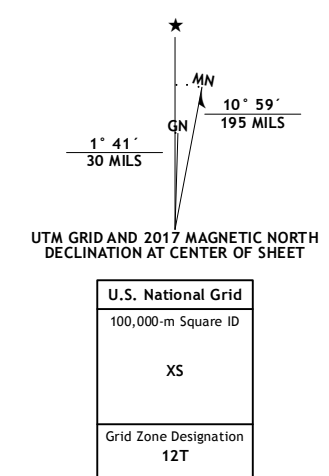 ★
MN
10° 59´
195 MILS
GN
1° 41´
30 MILS
UTM GRID AND 2017 MAGNETIC NORTH
DECLINATION AT CENTER OF SHEET
U.S. National Grid
100,000-m Square ID
XS
Grid Zone Designation
12T